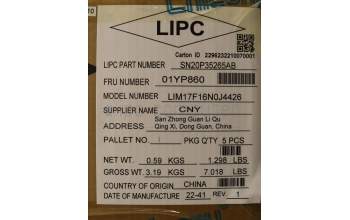 LIPC
Carton ID 2296232210070001
LIPC PART NUMBER SN20P35265AB
FRU NUMBER 01YP860
MODEL NUMBER LIM17F16N0J4426
SUPPLIER NAME CNY
ADDRESS San Zhong Guan Li Qu
Qing Xi, Dong Guan, China
PALLET NO. PKG Q'TY 5 PCS
NET WT. 0.59 KGS 1.298 LBS
GROSS WT. 3.19 KGS 7.018 LBS
COUNTRY OF ORIGIN CHINA
DATE OF MANUFACTURE 22-41 REV. 1